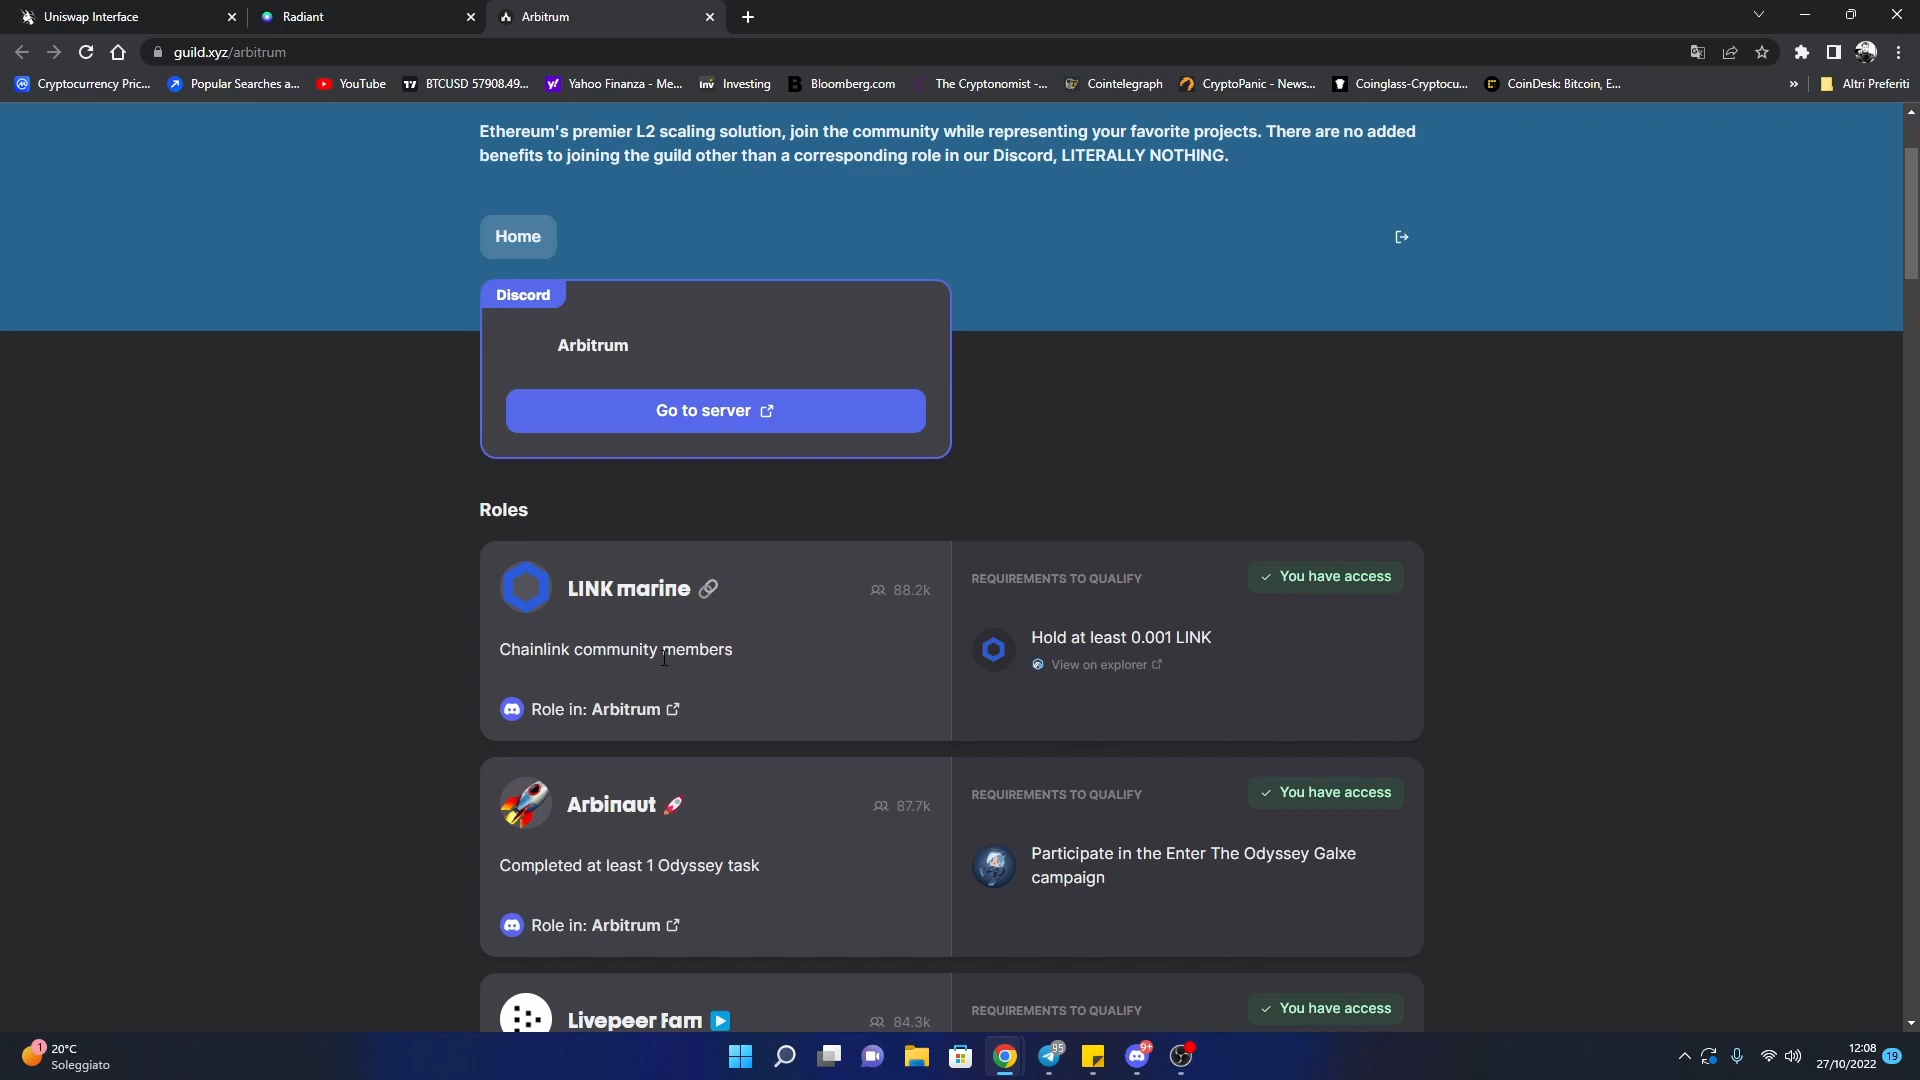 Uniswap Interface
Radiant
Arbitrum
guild.xyz/arbitrum
Cryptocurrency Pric...
Popular Searches a...
YouTube
BTCUSD 57908.49...
Yahoo Finanza - Me...
Investing
Bloomberg.com
The Cryptonomist -...
Cointelegraph
CryptoPanic - News...
Coinglass-Cryptocu...
CoinDesk: Bitcoin, E...
»
Altri Preferiti
Ethereum's premier L2 scaling solution, join the community while representing your favorite projects. There are no added
benefits to joining the guild other than a corresponding role in our Discord, LITERALLY NOTHING.
Home
Discord
Arbitrum
Go to server
Roles
LINK marine
88.2k
REQUIREMENTS TO QUALIFY
You have access
Chainlink community members
Hold at least 0.001 LINK
View on explorer
Role in: Arbitrum
Arbinaut
87.7k
REQUIREMENTS TO QUALIFY
You have access
Completed at least 1 Odyssey task
Participate in the Enter The Odyssey Galxe
campaign
Role in: Arbitrum
Livepeer Fam
84.3k
REQUIREMENTS TO QUALIFY
You have access
1
20°C
Soleggiato
95
9+
12:08
27/10/2022
19